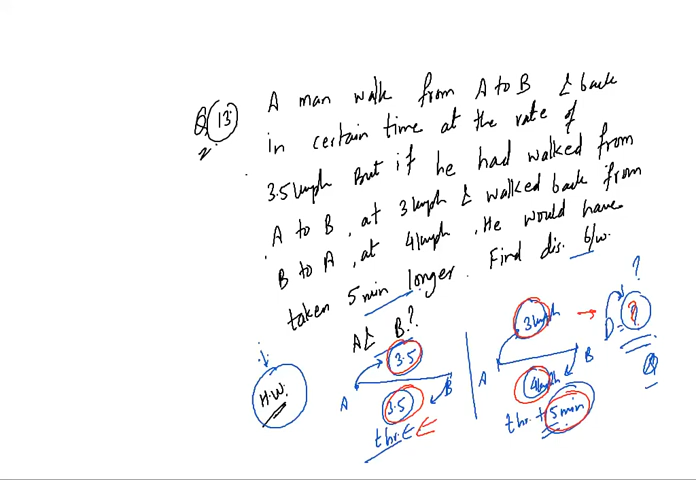 Q 13
A man walk from A to B & back
in certain time at the rate of
3.5 kmph But if he had walked from
A to B, at 3 kmph & walked back from
B to A, at 4 kmph, He would have
taken 5 min longer. Find dis. b/w.
A & B.?
H.W.
3.5
A B
3.5
t hr. t
3 kmph
A B
4 kmph
t hr. + 5 min
?
D = ?
Q